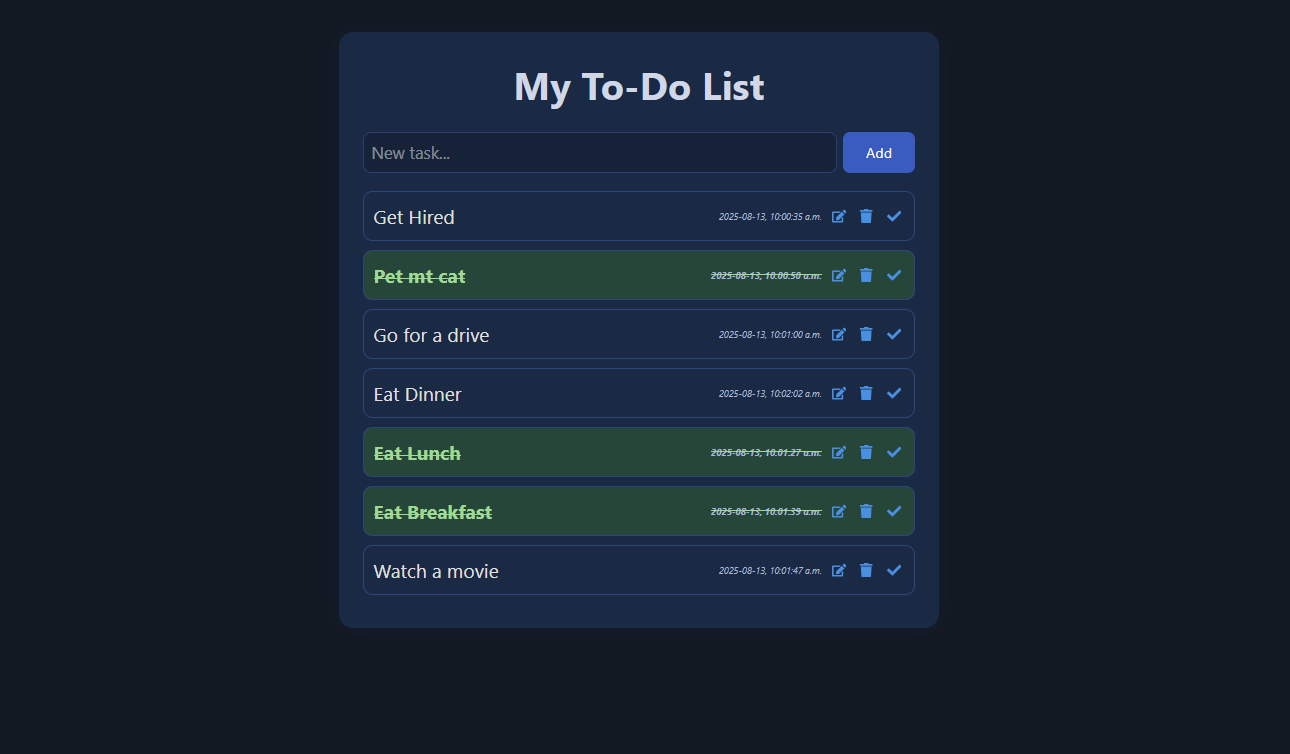 My To-Do List
New task...
Add
Get Hired 2025-08-13, 10:00:35 a.m.
Pet mt cat 2025-08-13, 10:00:50 a.m.
Go for a drive 2025-08-13, 10:01:00 a.m.
Eat Dinner 2025-08-13, 10:02:02 a.m.
Eat Lunch 2025-08-13, 10:01:27 a.m.
Eat Breakfast 2025-08-13, 10:01:39 a.m.
Watch a movie 2025-08-13, 10:01:47 a.m.